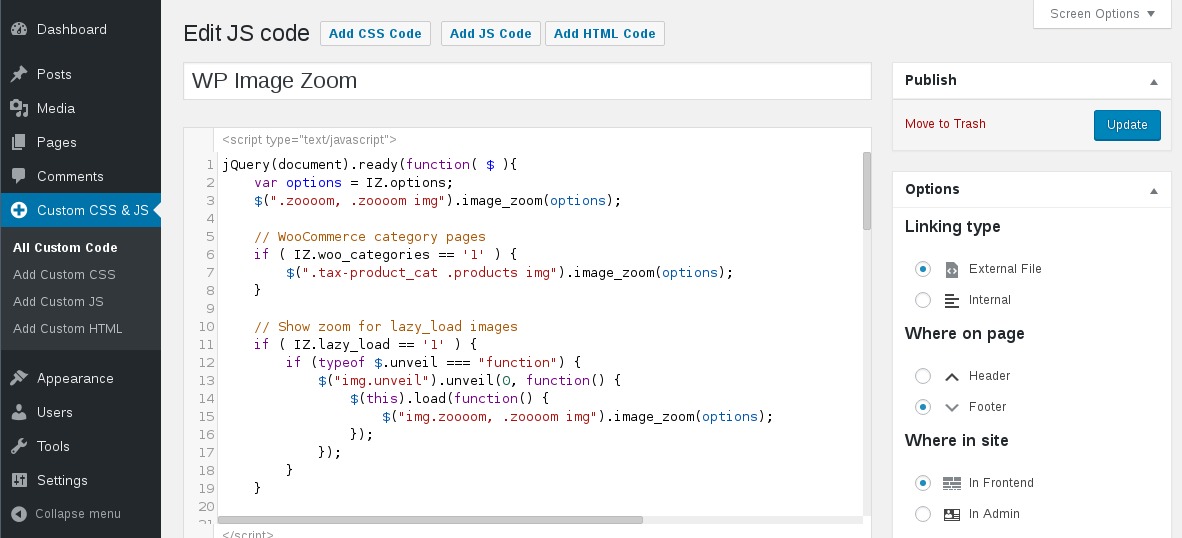 Dashboard
Posts
Media
Pages
Comments
Custom CSS & JS
All Custom Code
Add Custom CSS
Add Custom JS
Add Custom HTML
Appearance
Users
Tools
Settings
Collapse menu
Screen Options
Edit JS code Add CSS Code Add JS Code Add HTML Code
WP Image Zoom
<script type="text/javascript">
1 jQuery(document).ready(function( $ ){
2     var options = IZ.options;
3     $(".zoooom, .zoooom img").image_zoom(options);
4
5     // WooCommerce category pages
6     if ( IZ.woo_categories == '1' ) {
7         $(".tax-product_cat .products img").image_zoom(options);
8     }
9
10     // Show zoom for lazy_load images
11     if ( IZ.lazy_load == '1' ) {
12         if (typeof $.unveil === "function") {
13             $("img.unveil").unveil(0, function() {
14                 $(this).load(function() {
15                     $("img.zoooom, .zoooom img").image_zoom(options);
16                 });
17             });
18         }
19     }
20
21
</script>
Publish
Move to Trash Update
Options
Linking type
External File
Internal
Where on page
Header
Footer
Where in site
In Frontend
In Admin